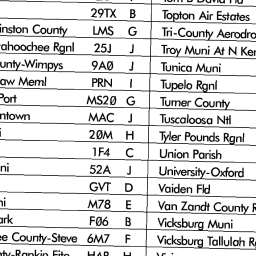 29TX B Topton Air Estates
inston County LMS G Tri-County Aerodro
ahoochee Rgnl 25J J Troy Muni At N Ken
unty-Wimpys 9A0 J Tunica Muni
aw Meml PRN I Tupelo Rgnl
Port MS20 G Turner County
ntown MAC J Tuscaloosa Ntl
i 20M H Tyler Pounds Rgnl
1F4 C Union Parish
ni 52A J University-Oxford
GVT D Vaiden Fld
ni M78 E Van Zandt County R
ark F06 B Vicksburg Muni
ee County-Steve 6M7 F Vicksburg Tallulah R